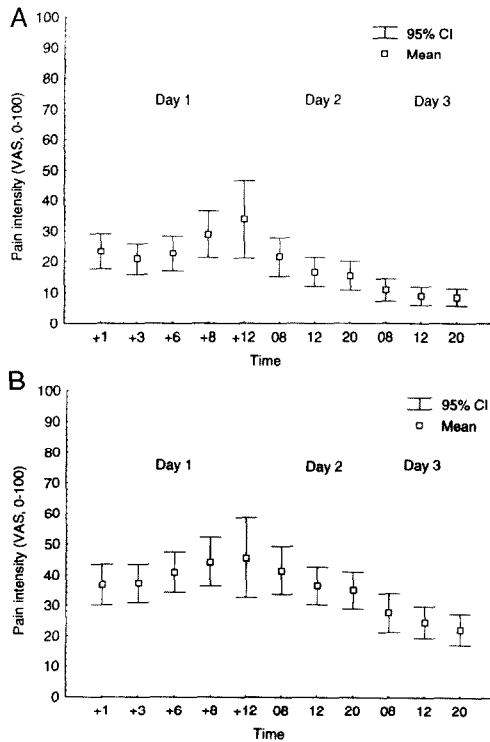 A
100
90
80
70
60
50
40
30
20
10
0
Pain intensity (VAS, 0-100)
95% CI
Mean
Day 1 Day 2 Day 3
+1 +3 +6 +8 +12 08 12 20 08 12 20
Time
B
100
90
80
70
60
50
40
30
20
10
0
Pain intensity (VAS, 0-100)
95% CI
Mean
Day 1 Day 2 Day 3
+1 +3 +6 +8 +12 08 12 20 08 12 20
Time